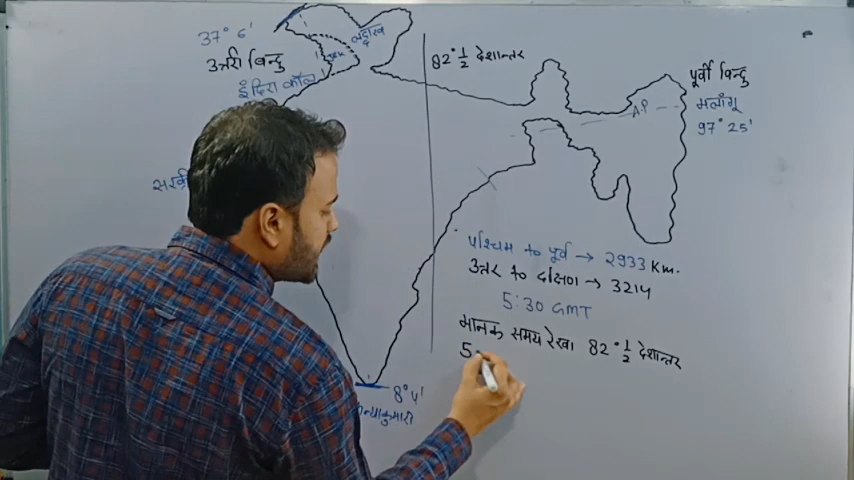 37° 6'
उत्तरी बिन्दु
इंदिरा कॉल
लद्दाख
J&K
82° 1/2 देशान्तर
AP
पूर्वी बिन्दु
97° 25'
पश्चिम to पूर्व → 2933 Km.
उत्तर to दक्षिण → 3214
5:30 GMT
मानक समय रेखा 82° 1/2 देशान्तर
5
8° 4'
न्याकुमारी